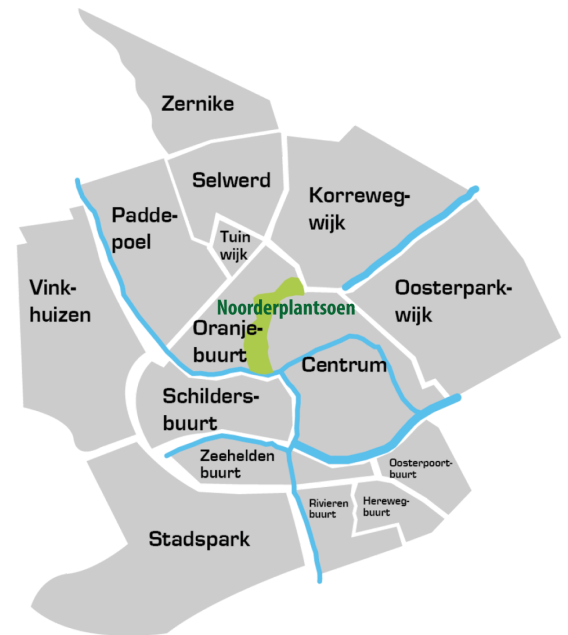 Zernike
Selwerd
Korreweg-
wijk
Padde-
poel
Tuin
wijk
Vink-
huizen
Oosterpark-
wijk
Noorderplantsoen
Oranje-
buurt
Centrum
Schilders-
buurt
Zeehelden
buurt
Oosterpoort-
buurt
Rivieren
buurt
Hereweg-
buurt
Stadspark